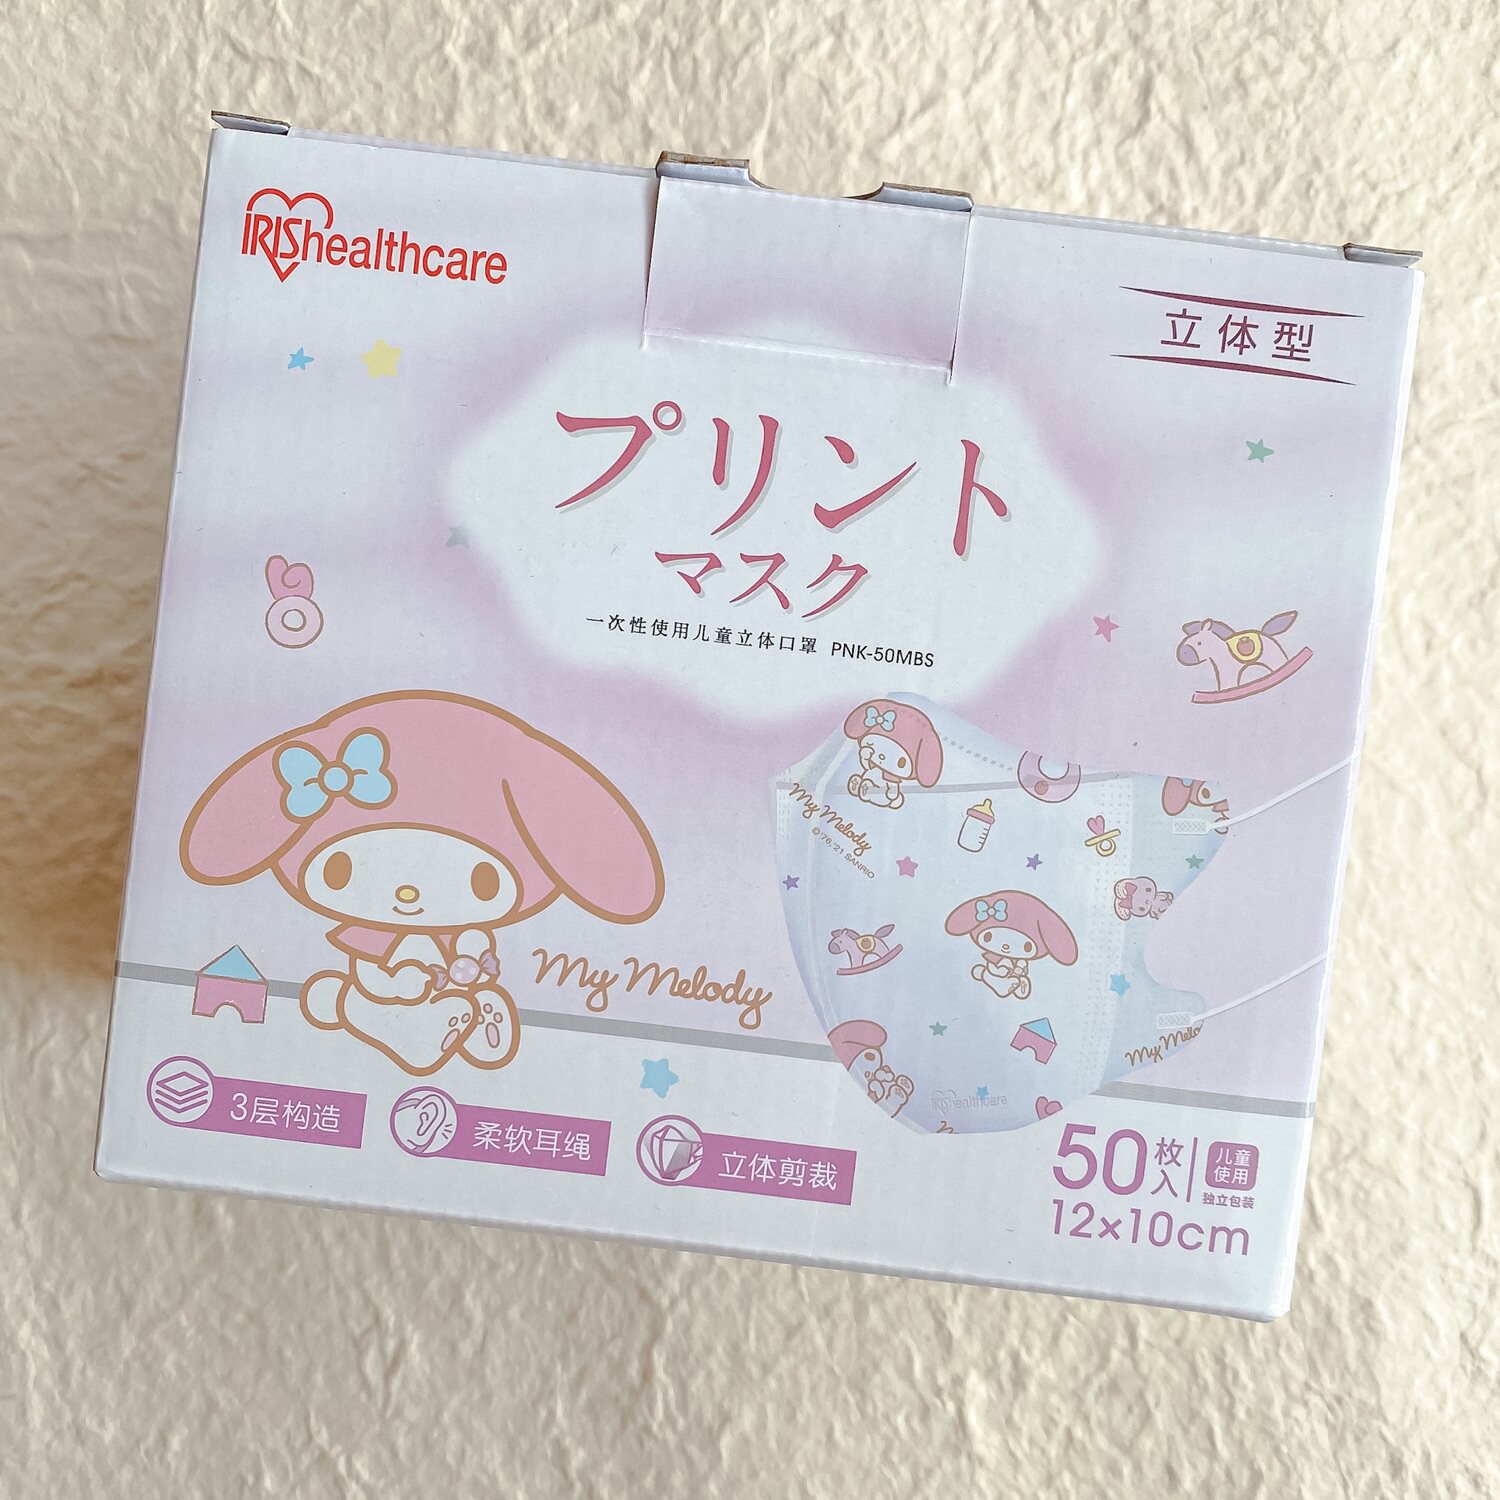 IRIShealthcare
立体型
プリント
マスク
一次性使用儿童立体口罩 PNK-50MBS
My Melody
My Melody
©'76,'21 SANRIO
My Melo
IRIShealthcare
3层构造
柔软耳绳
立体剪裁
50枚入
儿童使用
独立包装
12×10cm